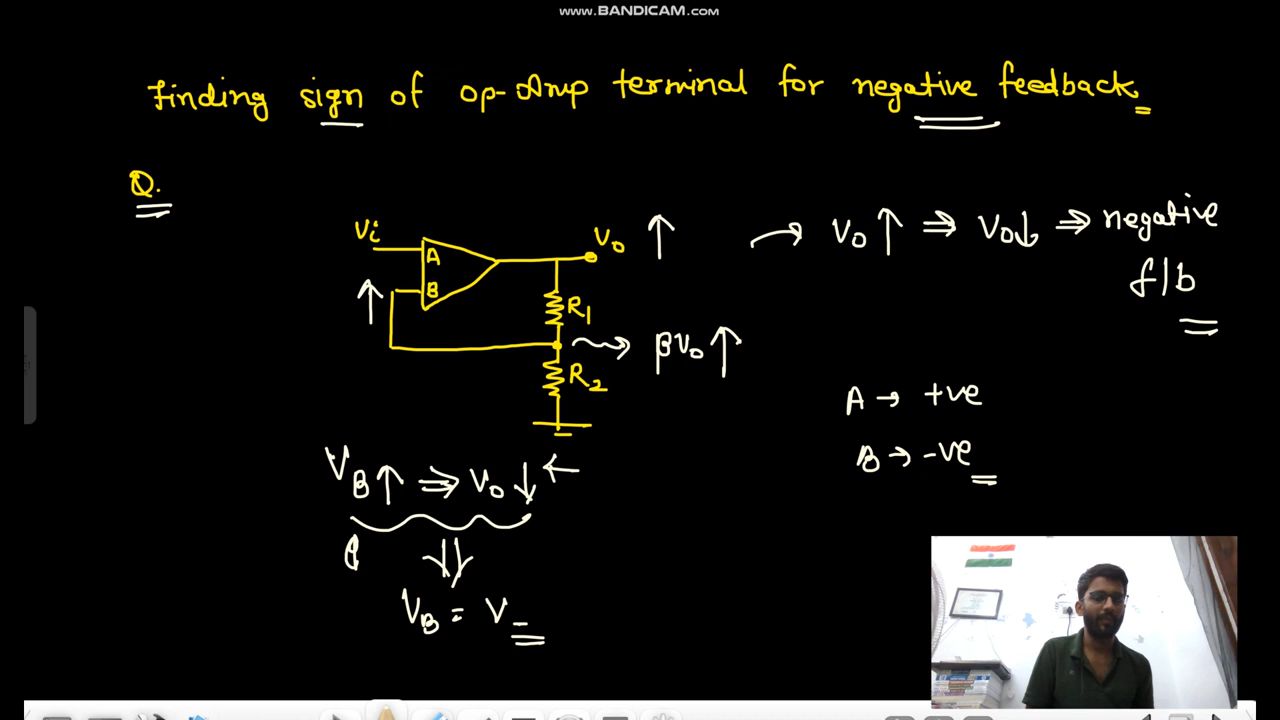 www.BANDICAM.com
Finding sign of op-Amp terminal for negative feedback
Q.
Vi
A
B
Vo ↑
↑
R1
R2
βVo ↑
Vo ↑ ⇒ Vo ↓ ⇒ negative
f/b
A → +ve
B → -ve
VB ↑ ⇒ Vo ↓ ←
VB = V-